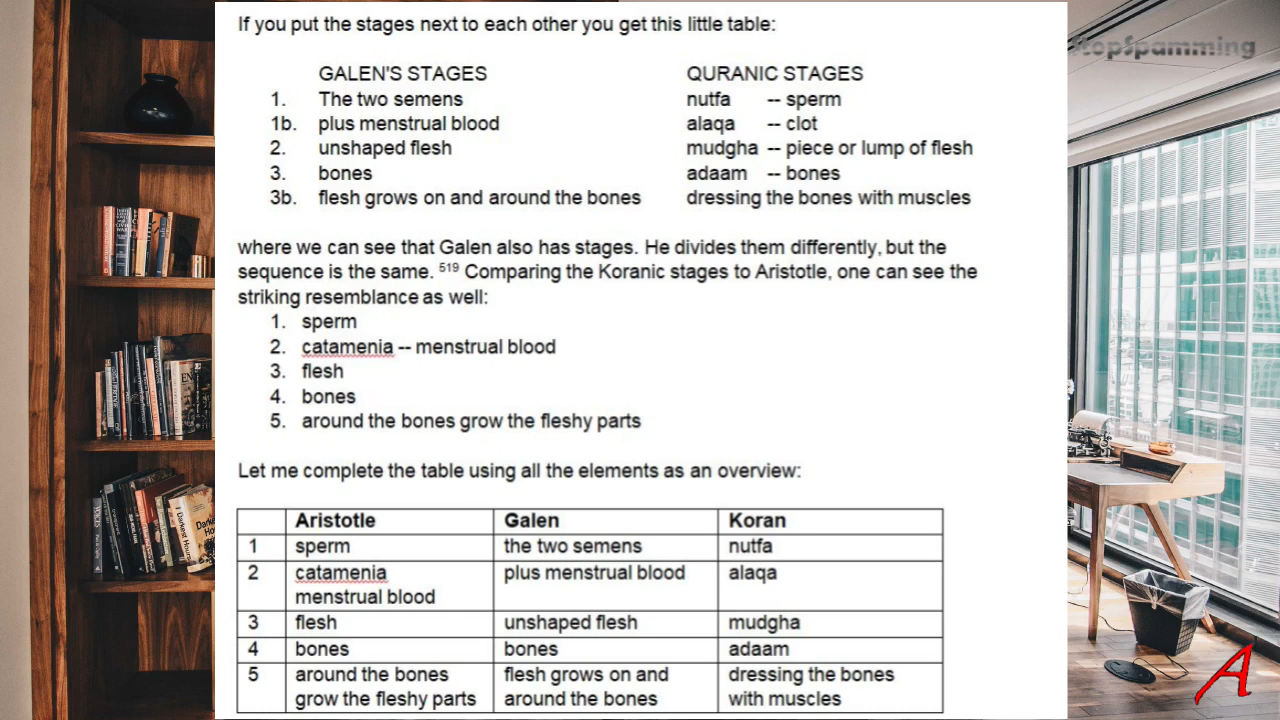 If you put the stages next to each other you get this little table:
GALEN'S STAGES QURANIC STAGES
1. The two semens nutfa -- sperm
1b. plus menstrual blood alaqa -- clot
2. unshaped flesh mudgha -- piece or lump of flesh
3. bones adaam -- bones
3b. flesh grows on and around the bones dressing the bones with muscles
where we can see that Galen also has stages. He divides them differently, but the
sequence is the same. 519 Comparing the Koranic stages to Aristotle, one can see the
striking resemblance as well:
1. sperm
2. catamenia -- menstrual blood
3. flesh
4. bones
5. around the bones grow the fleshy parts
Let me complete the table using all the elements as an overview:
Aristotle Galen Koran
1 sperm the two semens nutfa
2 catamenia plus menstrual blood alaqa
menstrual blood
3 flesh unshaped flesh mudgha
4 bones bones adaam
5 around the bones flesh grows on and dressing the bones
grow the fleshy parts around the bones with muscles
StopSpamming
A